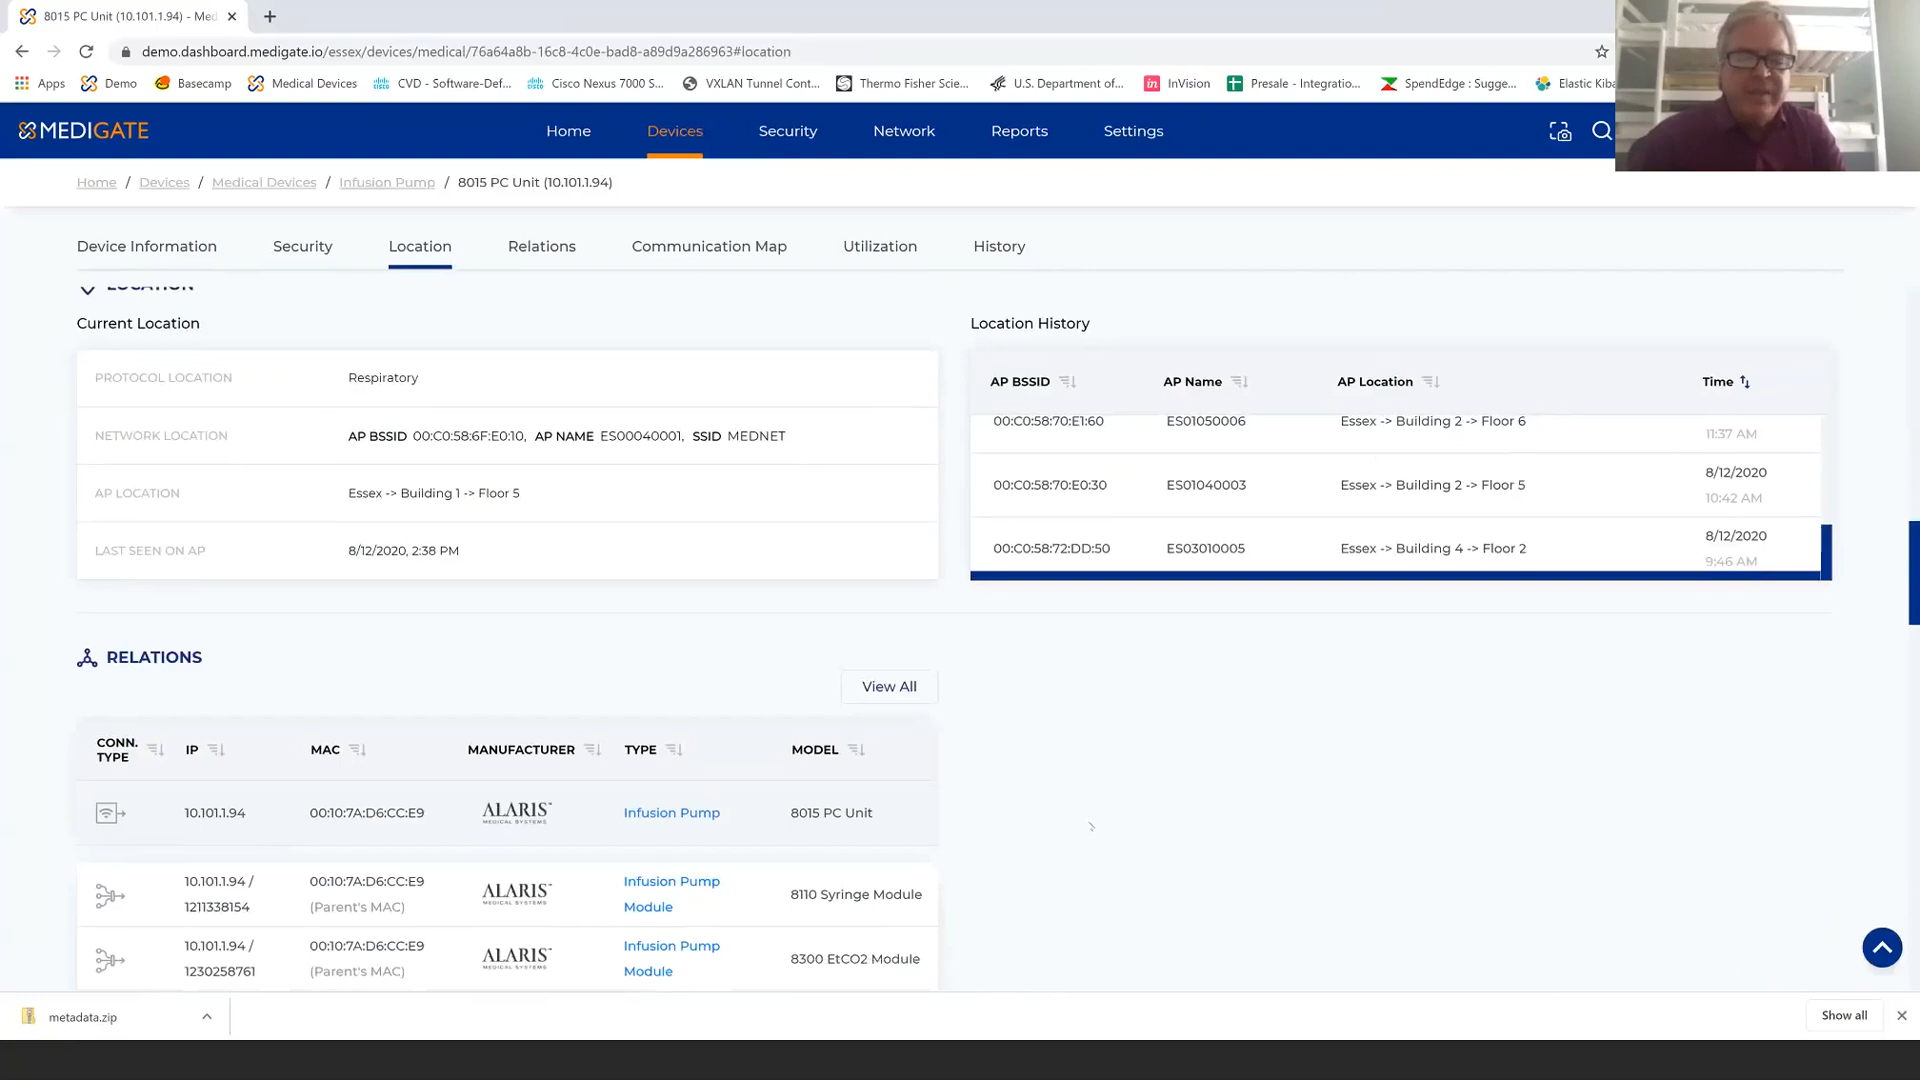 8015 PC Unit (10.101.1.94) - Med
demo.dashboard.medigate.io/essex/devices/medical/76a64a8b-16c8-4c0e-bad8-a89d9a286963#location
Apps Demo Basecamp Medical Devices CVD - Software-Def... Cisco Nexus 7000 S... VXLAN Tunnel Cont... Thermo Fisher Scie... U.S. Department of... InVision Presale - Integratio... SpendEdge : Sugge... Elastic Kiba
MEDIGATE Home Devices Security Network Reports Settings
Home / Devices / Medical Devices / Infusion Pump / 8015 PC Unit (10.101.1.94)
Device Information Security Location Relations Communication Map Utilization History
LOCATION
Current Location
PROTOCOL LOCATION Respiratory
NETWORK LOCATION AP BSSID 00:C0:58:6F:E0:10, AP NAME ES00040001, SSID MEDNET
AP LOCATION Essex -> Building 1 -> Floor 5
LAST SEEN ON AP 8/12/2020, 2:38 PM
Location History
AP BSSID AP Name AP Location Time
00:C0:58:70:E1:60 ES01050006 Essex -> Building 2 -> Floor 6
11:37 AM
00:C0:58:70:E0:30 ES01040003 Essex -> Building 2 -> Floor 5 8/12/2020
10:42 AM
00:C0:58:72:DD:50 ES03010005 Essex -> Building 4 -> Floor 2 8/12/2020
9:46 AM
RELATIONS
View All
CONN. TYPE IP MAC MANUFACTURER TYPE MODEL
10.101.1.94 00:10:7A:D6:CC:E9 ALARIS MEDICAL SYSTEMS Infusion Pump 8015 PC Unit
10.101.1.94 / 00:10:7A:D6:CC:E9 ALARIS MEDICAL SYSTEMS Infusion Pump 8110 Syringe Module
1211338154 (Parent's MAC) Module
10.101.1.94 / 00:10:7A:D6:CC:E9 ALARIS MEDICAL SYSTEMS Infusion Pump 8300 EtCO2 Module
1230258761 (Parent's MAC) Module
metadata.zip Show all